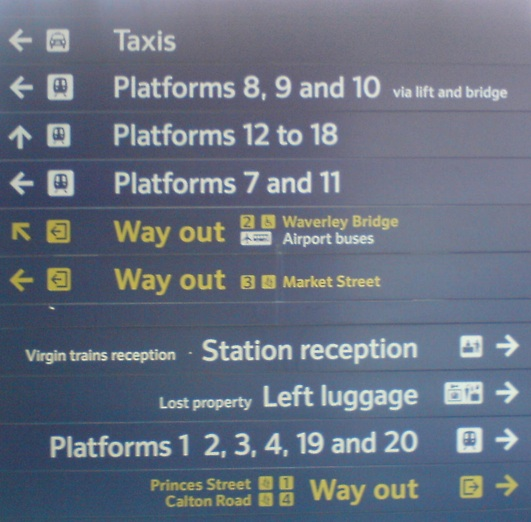 Taxis
Platforms 8, 9 and 10 via lift and bridge
Platforms 12 to 18
Platforms 7 and 11
Way out 2 Waverley Bridge
Airport buses
Way out 3 Market Street
Virgin trains reception · Station reception
Lost property Left luggage
Platforms 1 2, 3, 4, 19 and 20
Princes Street 1 Way out
Calton Road 4